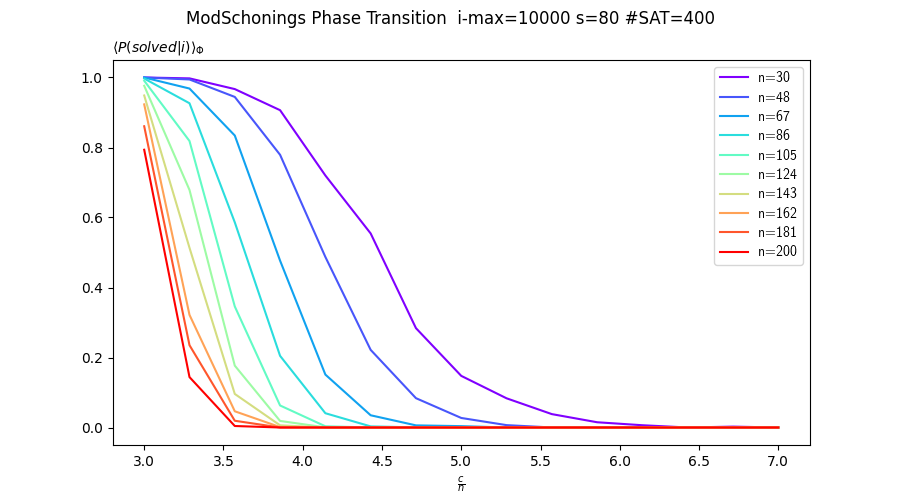 ModSchonings Phase Transition  i-max=10000 s=80 #SAT=400
⟨P(solved|i)⟩Φ
1.0
0.8
0.6
0.4
0.2
0.0
n=30
n=48
n=67
n=86
n=105
n=124
n=143
n=162
n=181
n=200
3.0 3.5 4.0 4.5 5.0 5.5 6.0 6.5 7.0
c
n